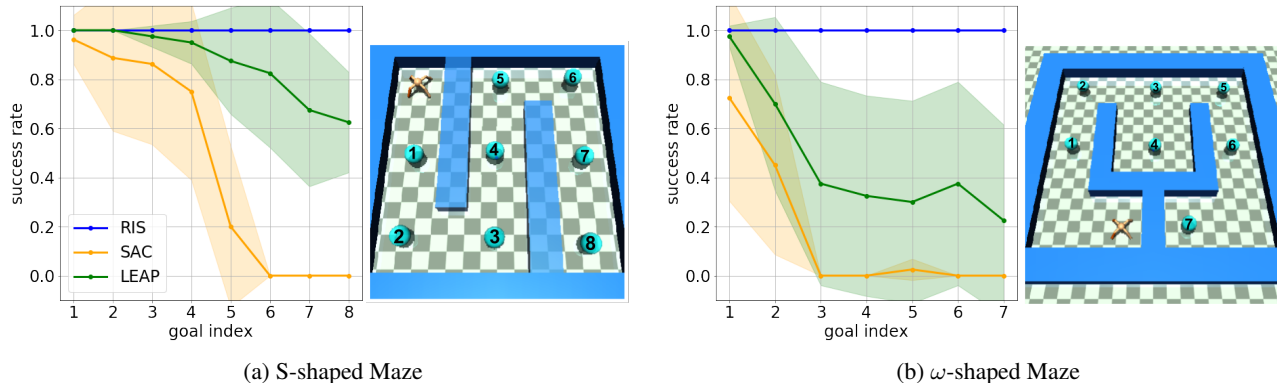 1.0
0.8
0.6
0.4
0.2
0.0
success rate
RIS
SAC
LEAP
1 2 3 4 5 6 7 8
goal index
5 6
1 4 7
2 3 8
(a) S-shaped Maze
1.0
0.8
0.6
0.4
0.2
0.0
success rate
1 2 3 4 5 6 7
goal index
2 3 5
1 4 6
7
(b) ω-shaped Maze